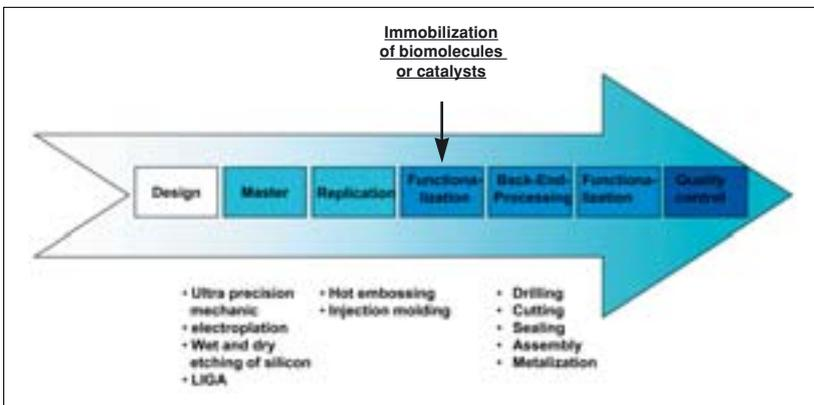 Immobilization
of biomolecules
or catalysts
Design
Master
Replication
Functiona-
lization
Back-End-
Processing
Functiona-
lization
Quality
control
• Ultra precision
mechanic
• electroplation
• Wet and dry
etching of silicon
• LIGA
• Hot embossing
• Injection molding
• Drilling
• Cutting
• Sealing
• Assembly
• Metalization